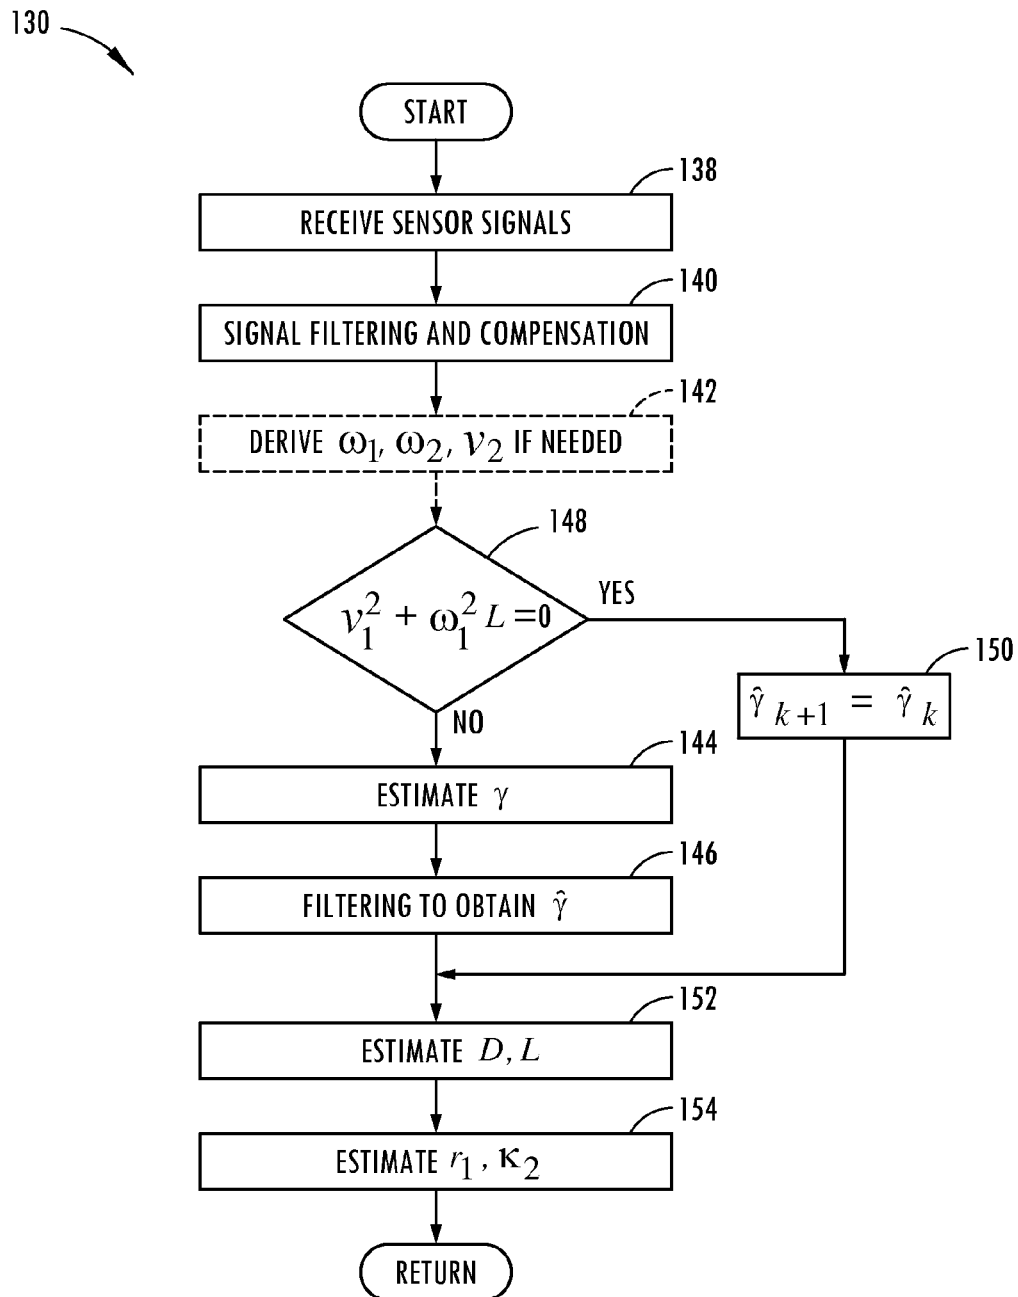 130
START
138
RECEIVE SENSOR SIGNALS
140
SIGNAL FILTERING AND COMPENSATION
142
DERIVE ω₁, ω₂, v₂ IF NEEDED
148
v₁² + ω₁² L =0
YES
150
γ̂ k+1 = γ̂ k
NO
144
ESTIMATE γ
146
FILTERING TO OBTAIN γ̂
152
ESTIMATE D, L
154
ESTIMATE r₁, κ₂
RETURN